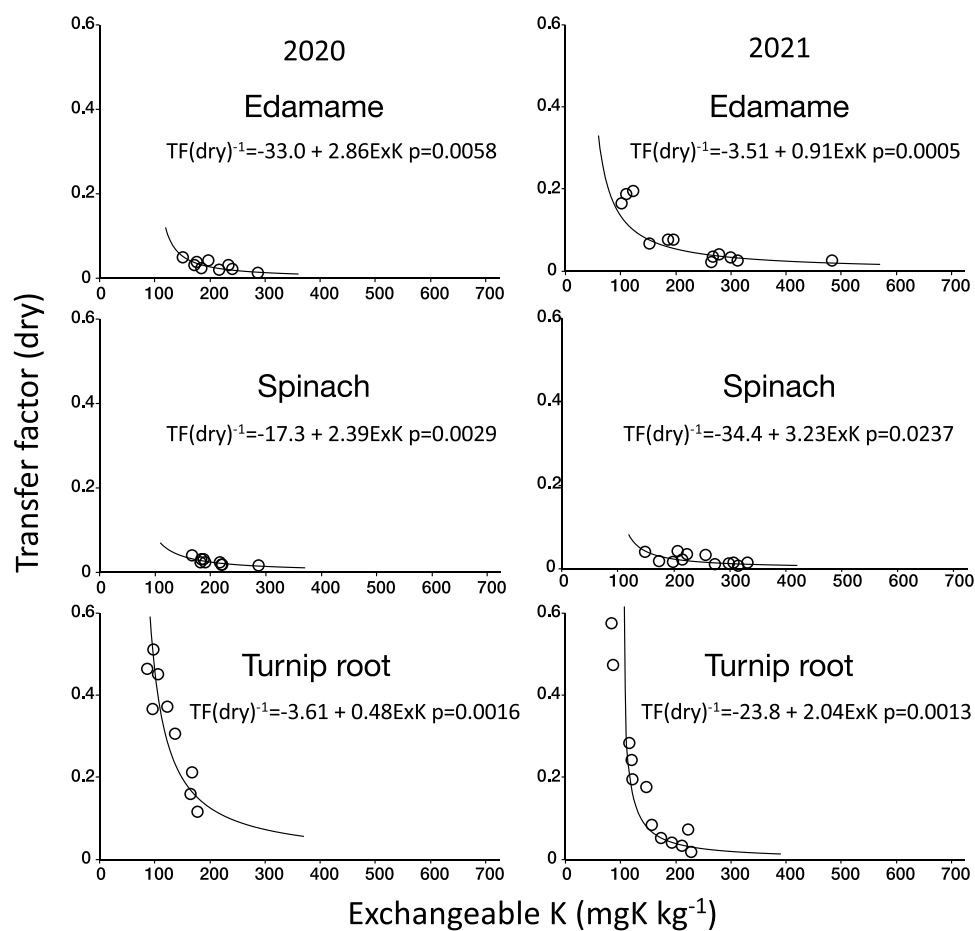 2020
2021
Edamame
Edamame
TF(dry)⁻¹=-33.0 + 2.86ExK p=0.0058
TF(dry)⁻¹=-3.51 + 0.91ExK p=0.0005
0.6
0.4
0.2
0
0 100 200 300 400 500 600 700
0.6
0.4
0.2
0
0 100 200 300 400 500 600 700
Spinach
Spinach
TF(dry)⁻¹=-17.3 + 2.39ExK p=0.0029
TF(dry)⁻¹=-34.4 + 3.23ExK p=0.0237
0.6
0.4
0.2
0
0 100 200 300 400 500 600 700
0.6
0.4
0.2
0
0 100 200 300 400 500 600 700
Turnip root
Turnip root
TF(dry)⁻¹=-3.61 + 0.48ExK p=0.0016
TF(dry)⁻¹=-23.8 + 2.04ExK p=0.0013
0.6
0.4
0.2
0
0 100 200 300 400 500 600 700
0.6
0.4
0.2
0
0 100 200 300 400 500 600 700
Transfer factor (dry)
Exchangeable K (mgK kg⁻¹)